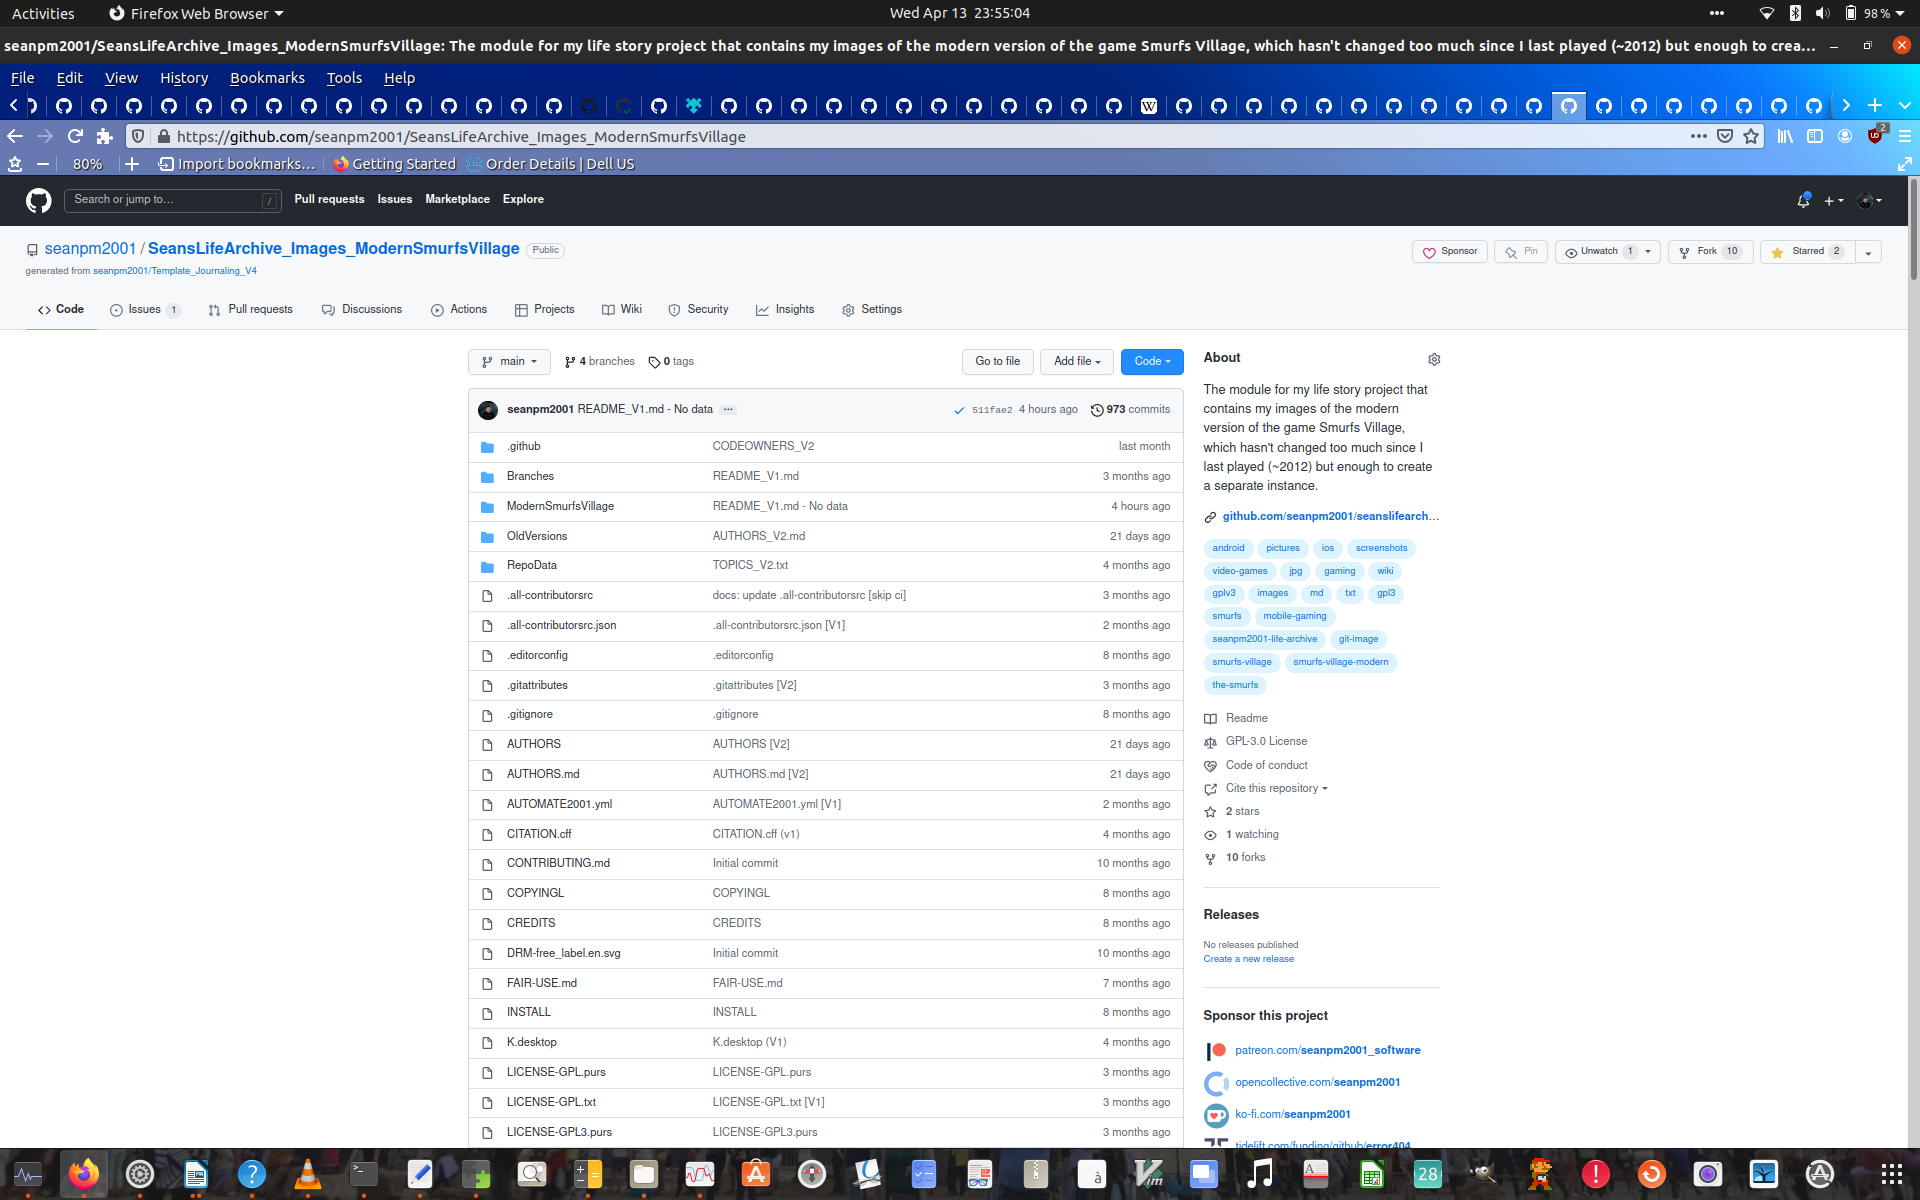 Activities
Firefox Web Browser
Wed Apr 13 23:55:04
98%
seanpm2001/SeansLifeArchive_Images_ModernSmurfsVillage: The module for my life story project that contains my images of the modern version of the game Smurfs Village, which hasn't changed too much since I last played (~2012) but enough to crea…
File Edit View History Bookmarks Tools Help
W
https://github.com/seanpm2001/SeansLifeArchive_Images_ModernSmurfsVillage
2
80%
Import bookmarks…
Getting Started
Order Details | Dell US
Search or jump to…
/
Pull requests Issues Marketplace Explore
seanpm2001 / SeansLifeArchive_Images_ModernSmurfsVillage Public
generated from seanpm2001/Template_Journaling_V4
Sponsor
Pin
Unwatch 1
Fork 10
Starred 2
Code
Issues 1
Pull requests
Discussions
Actions
Projects
Wiki
Security
Insights
Settings
main
4 branches
0 tags
Go to file
Add file
Code
seanpm2001 README_V1.md - No data ...
511fae2 4 hours ago
973 commits
.github CODEOWNERS_V2 last month
Branches README_V1.md 3 months ago
ModernSmurfsVillage README_V1.md - No data 4 hours ago
OldVersions AUTHORS_V2.md 21 days ago
RepoData TOPICS_V2.txt 4 months ago
.all-contributorsrc docs: update .all-contributorsrc [skip ci] 3 months ago
.all-contributorsrc.json .all-contributorsrc.json [V1] 2 months ago
.editorconfig .editorconfig 8 months ago
.gitattributes .gitattributes [V2] 3 months ago
.gitignore .gitignore 8 months ago
AUTHORS AUTHORS [V2] 21 days ago
AUTHORS.md AUTHORS.md [V2] 21 days ago
AUTOMATE2001.yml AUTOMATE2001.yml [V1] 2 months ago
CITATION.cff CITATION.cff (v1) 4 months ago
CONTRIBUTING.md Initial commit 10 months ago
COPYINGL COPYINGL 8 months ago
CREDITS CREDITS 8 months ago
DRM-free_label.en.svg Initial commit 10 months ago
FAIR-USE.md FAIR-USE.md 7 months ago
INSTALL INSTALL 8 months ago
K.desktop K.desktop (V1) 4 months ago
LICENSE-GPL.purs LICENSE-GPL.purs 3 months ago
LICENSE-GPL.txt LICENSE-GPL.txt [V1] 3 months ago
LICENSE-GPL3.purs LICENSE-GPL3.purs 3 months ago
About
The module for my life story project that
contains my images of the modern
version of the game Smurfs Village,
which hasn't changed too much since I
last played (~2012) but enough to create
a separate instance.
github.com/seanpm2001/seanslifearch…
android pictures ios screenshots
video-games jpg gaming wiki
gplv3 images md txt gpl3
smurfs mobile-gaming
seanpm2001-life-archive git-image
smurfs-village smurfs-village-modern
the-smurfs
Readme
GPL-3.0 License
Code of conduct
Cite this repository
2 stars
1 watching
10 forks
Releases
No releases published
Create a new release
Sponsor this project
patreon.com/seanpm2001_software
opencollective.com/seanpm2001
ko-fi.com/seanpm2001
tidelift.com/funding/github/error404
28